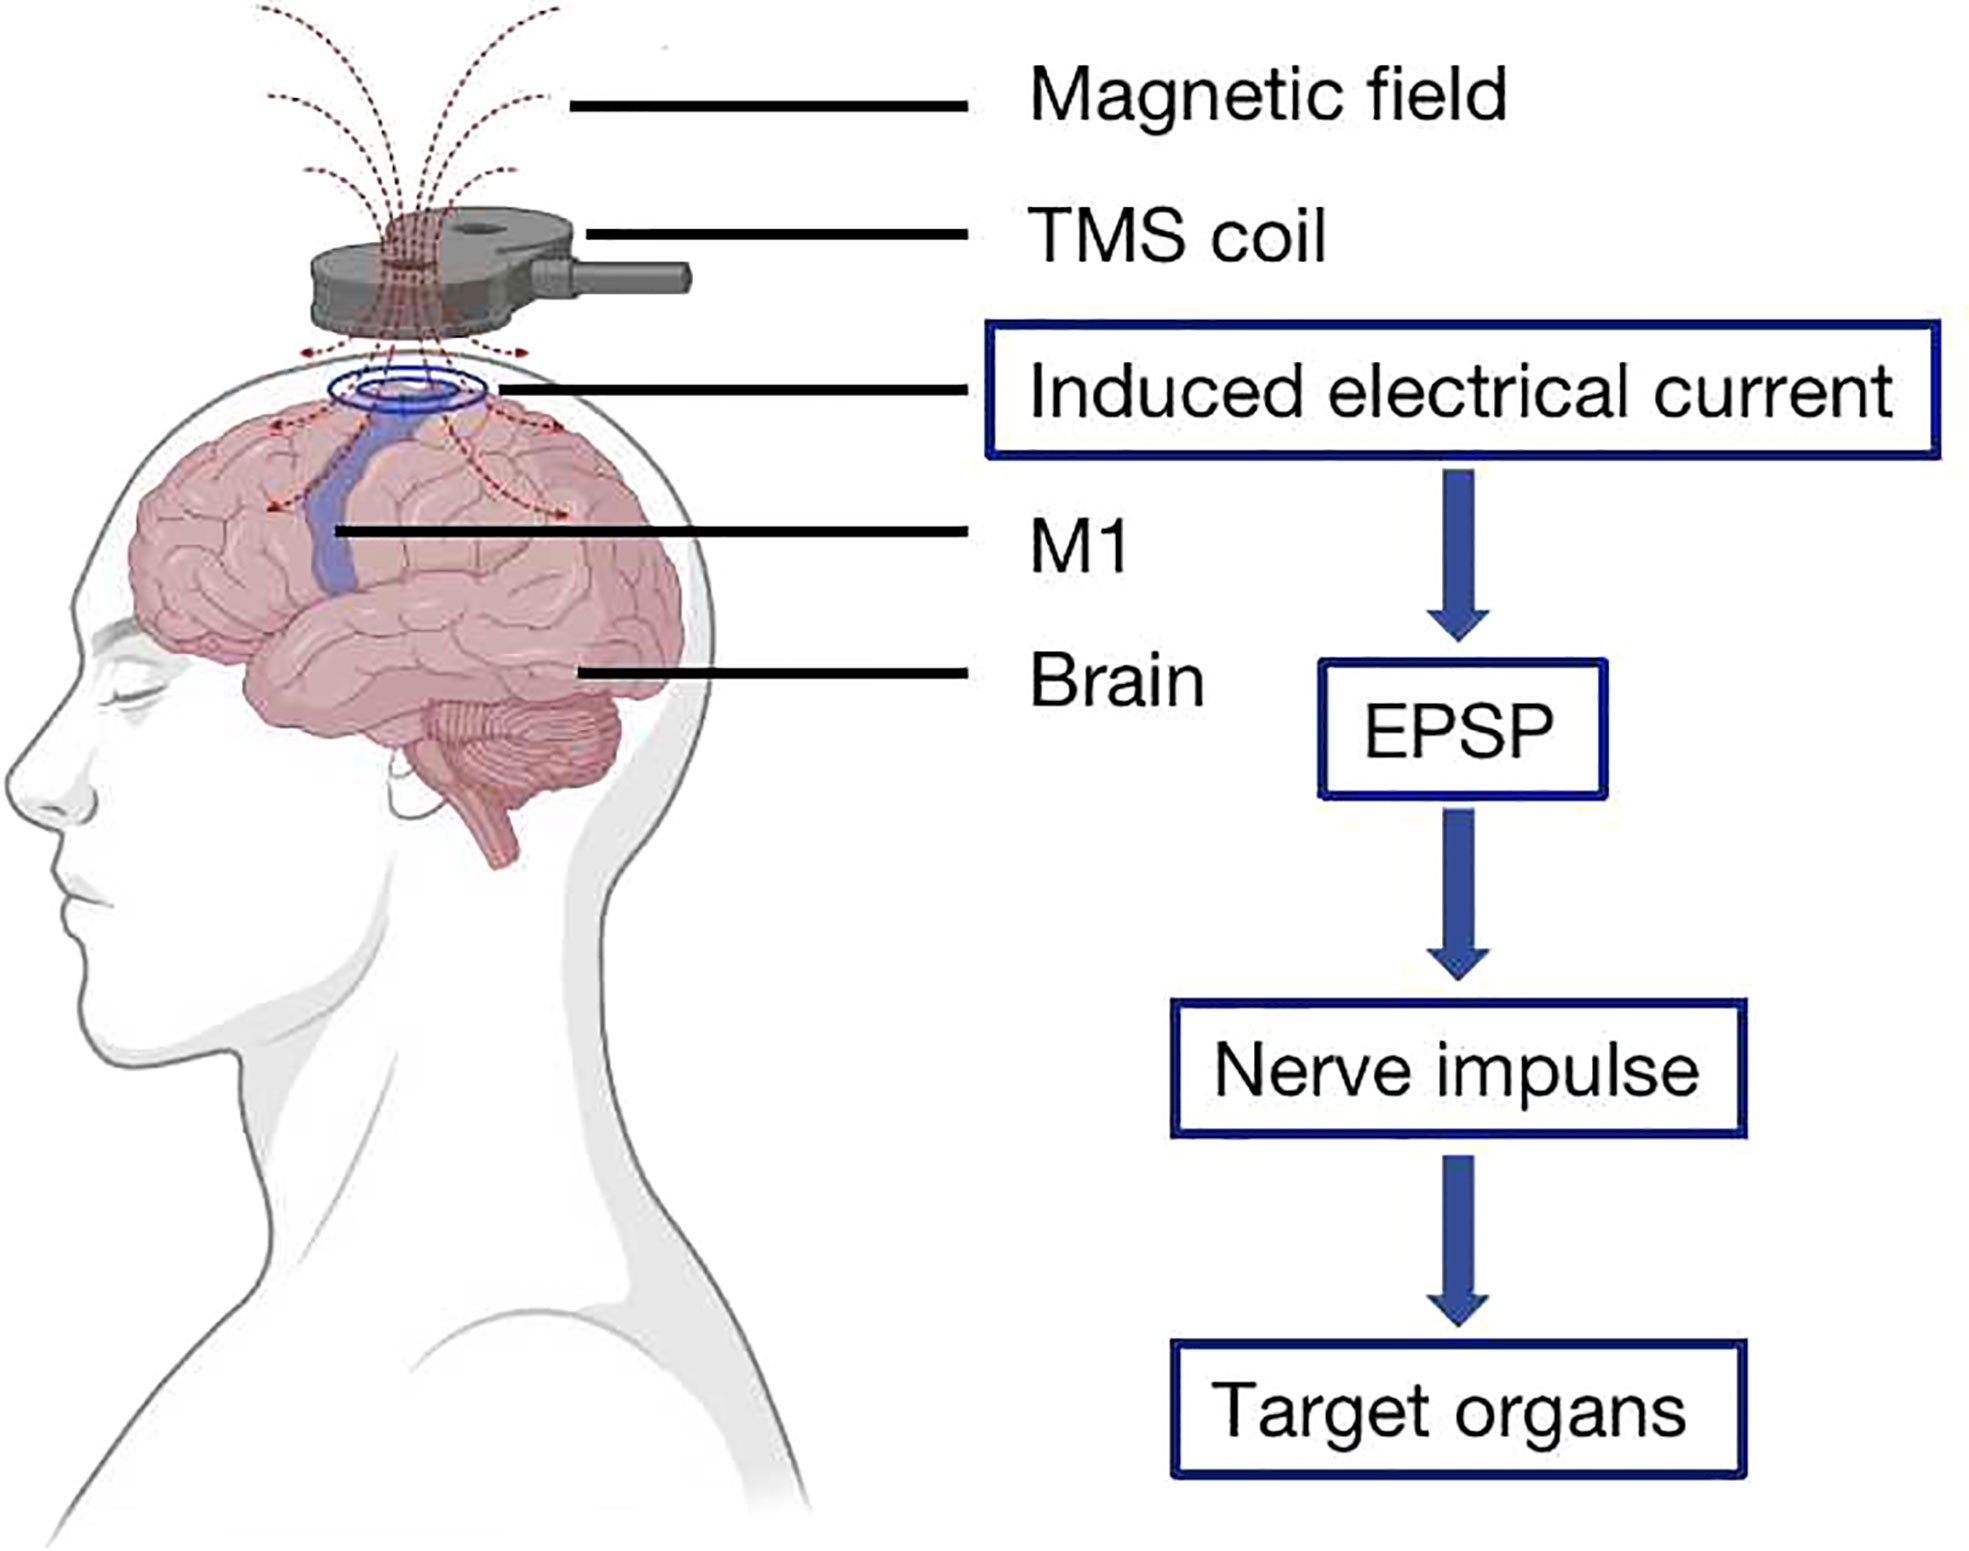 Magnetic field
TMS coil
Induced electrical current
M1
Brain
EPSP
Nerve impulse
Target organs